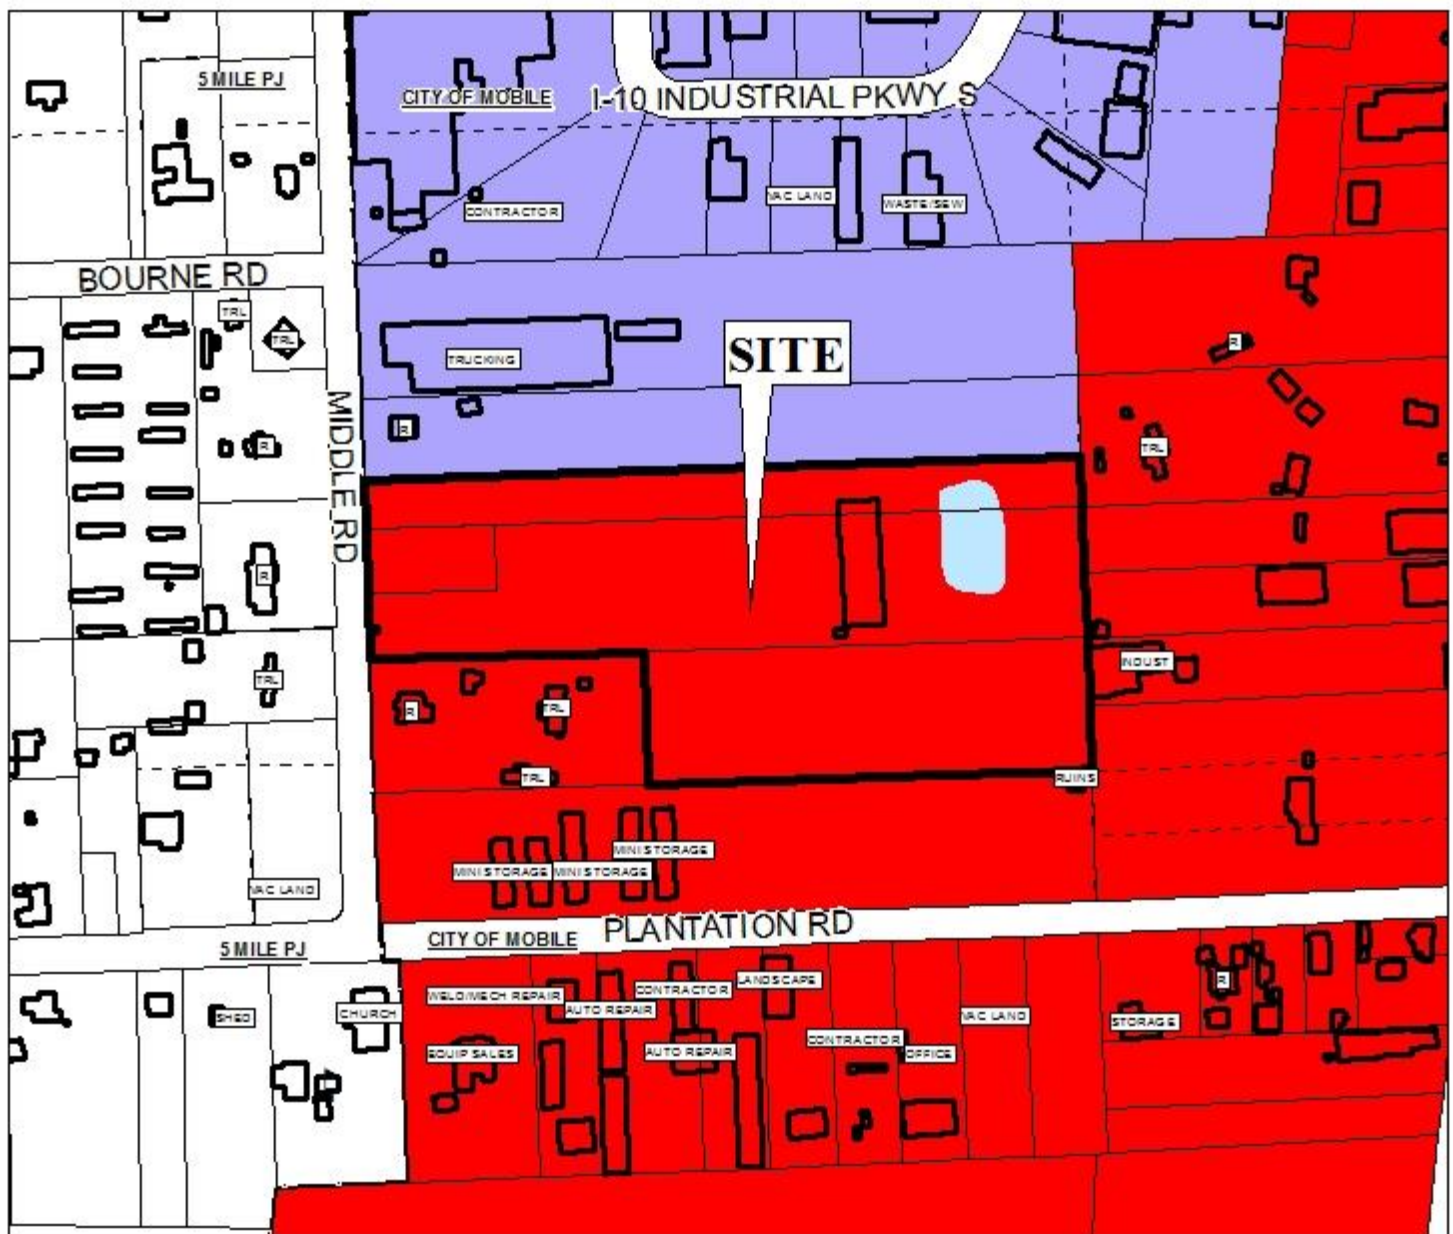 5 MILE PJ
CITY OF MOBILE
I-10 INDUSTRIAL PKWY S
CONTRACTOR
VAC LAND
WASTE/SEW
BOURNE RD
TRL
TRL
TRUCKING
SITE
R
MIDDLE RD
R
R
TRL
R
INDUST
TRL
R
TRL
TRL
RUINS
MINI STORAGE
MINI STORAGE
MINI STORAGE
VAC LAND
PLANTATION RD
CITY OF MOBILE
5 MILE PJ
WELD/MECH REPAIR
AUTO REPAIR
CONTRACTOR
LANDSCAPE
R
SHED
CHURCH
VAC LAND
STORAGE
EQUIP SALES
AUTO REPAIR
CONTRACTOR
OFFICE